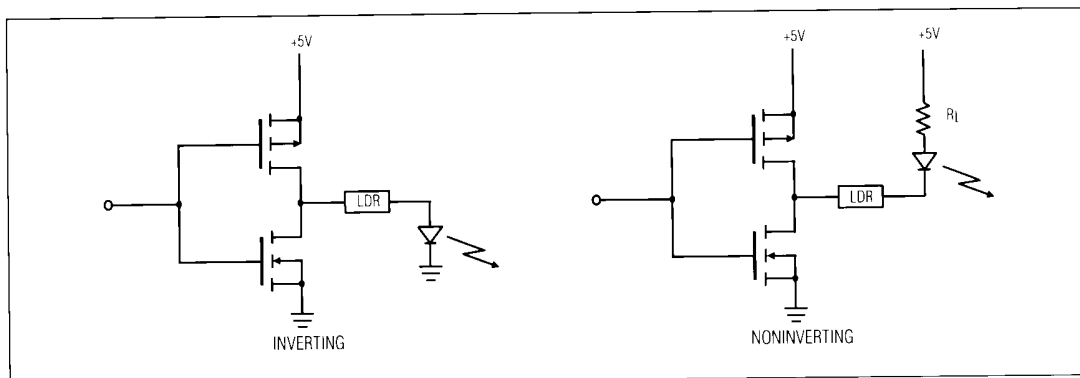 +5V
LDR
INVERTING
+5V
+5V
RL
LDR
NONINVERTING